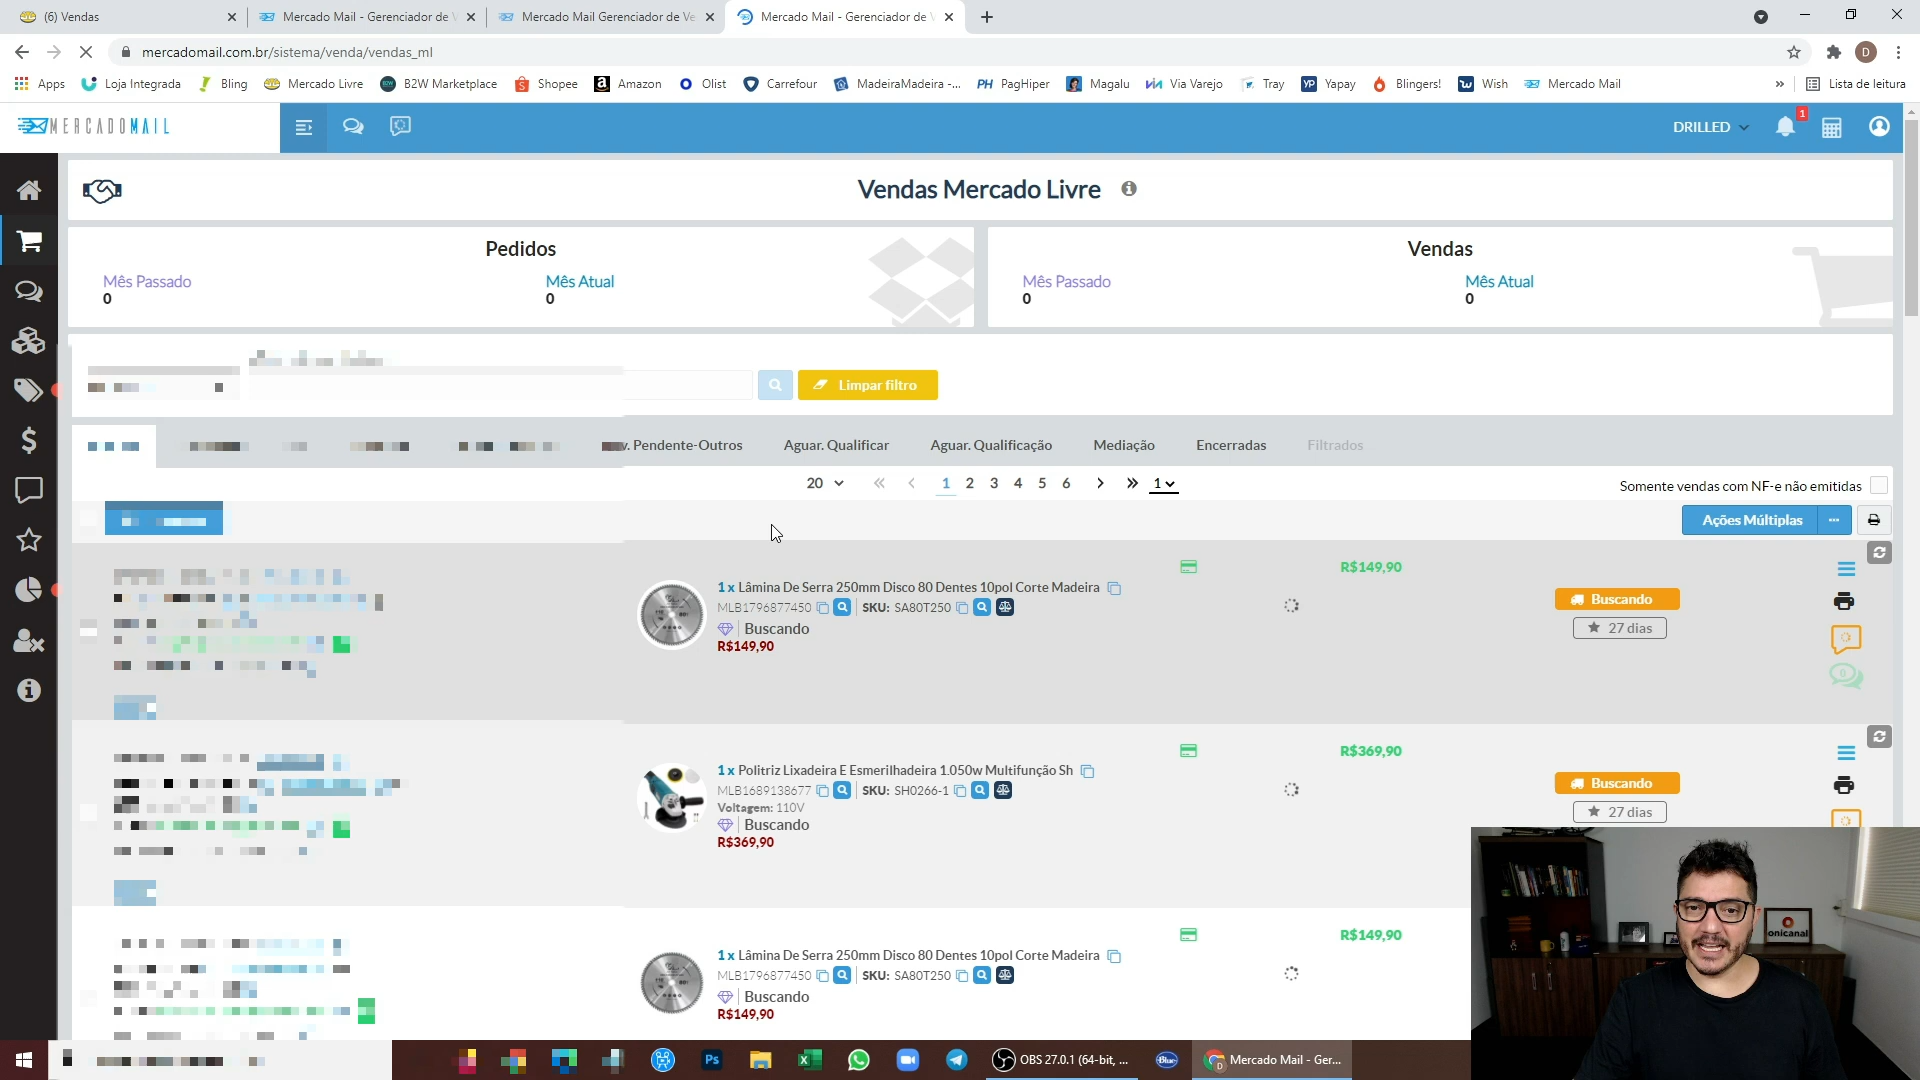 (6) Vendas
Mercado Mail - Gerenciador de V
Mercado Mail Gerenciador de Ve
Mercado Mail - Gerenciador de V
mercadomail.com.br/sistema/venda/vendas_ml
Apps
Loja Integrada
Bling
Mercado Livre
B2W Marketplace
Shopee
Amazon
Olist
Carrefour
MadeiraMadeira -...
PagHiper
Magalu
Via Varejo
Tray
Yapay
Blingers!
Wish
Mercado Mail
»
Lista de leitura
MERCADOMAIL
DRILLED
1
Vendas Mercado Livre
Pedidos
Mês Passado
0
Mês Atual
0
Vendas
Mês Passado
0
Mês Atual
0
Limpar filtro
v. Pendente-Outros
Aguar. Qualificar
Aguar. Qualificação
Mediação
Encerradas
Filtrados
20
1 2 3 4 5 6
1
Somente vendas com NF-e não emitidas
Ações Múltiplas
1 x Lâmina De Serra 250mm Disco 80 Dentes 10pol Corte Madeira
MLB1796877450 SKU: SA80T250
Buscando
R$149,90
R$149,90
Buscando
27 dias
0
1 x Politriz Lixadeira E Esmerilhadeira 1.050w Multifunção Sh
MLB1689138677 SKU: SH0266-1
Voltagem: 110V
Buscando
R$369,90
R$369,90
Buscando
27 dias
1 x Lâmina De Serra 250mm Disco 80 Dentes 10pol Corte Madeira
MLB1796877450 SKU: SA80T250
Buscando
R$149,90
R$149,90
onicanal
Ps
OBS 27.0.1 (64-bit, ...
Blue
Mercado Mail - Ger...